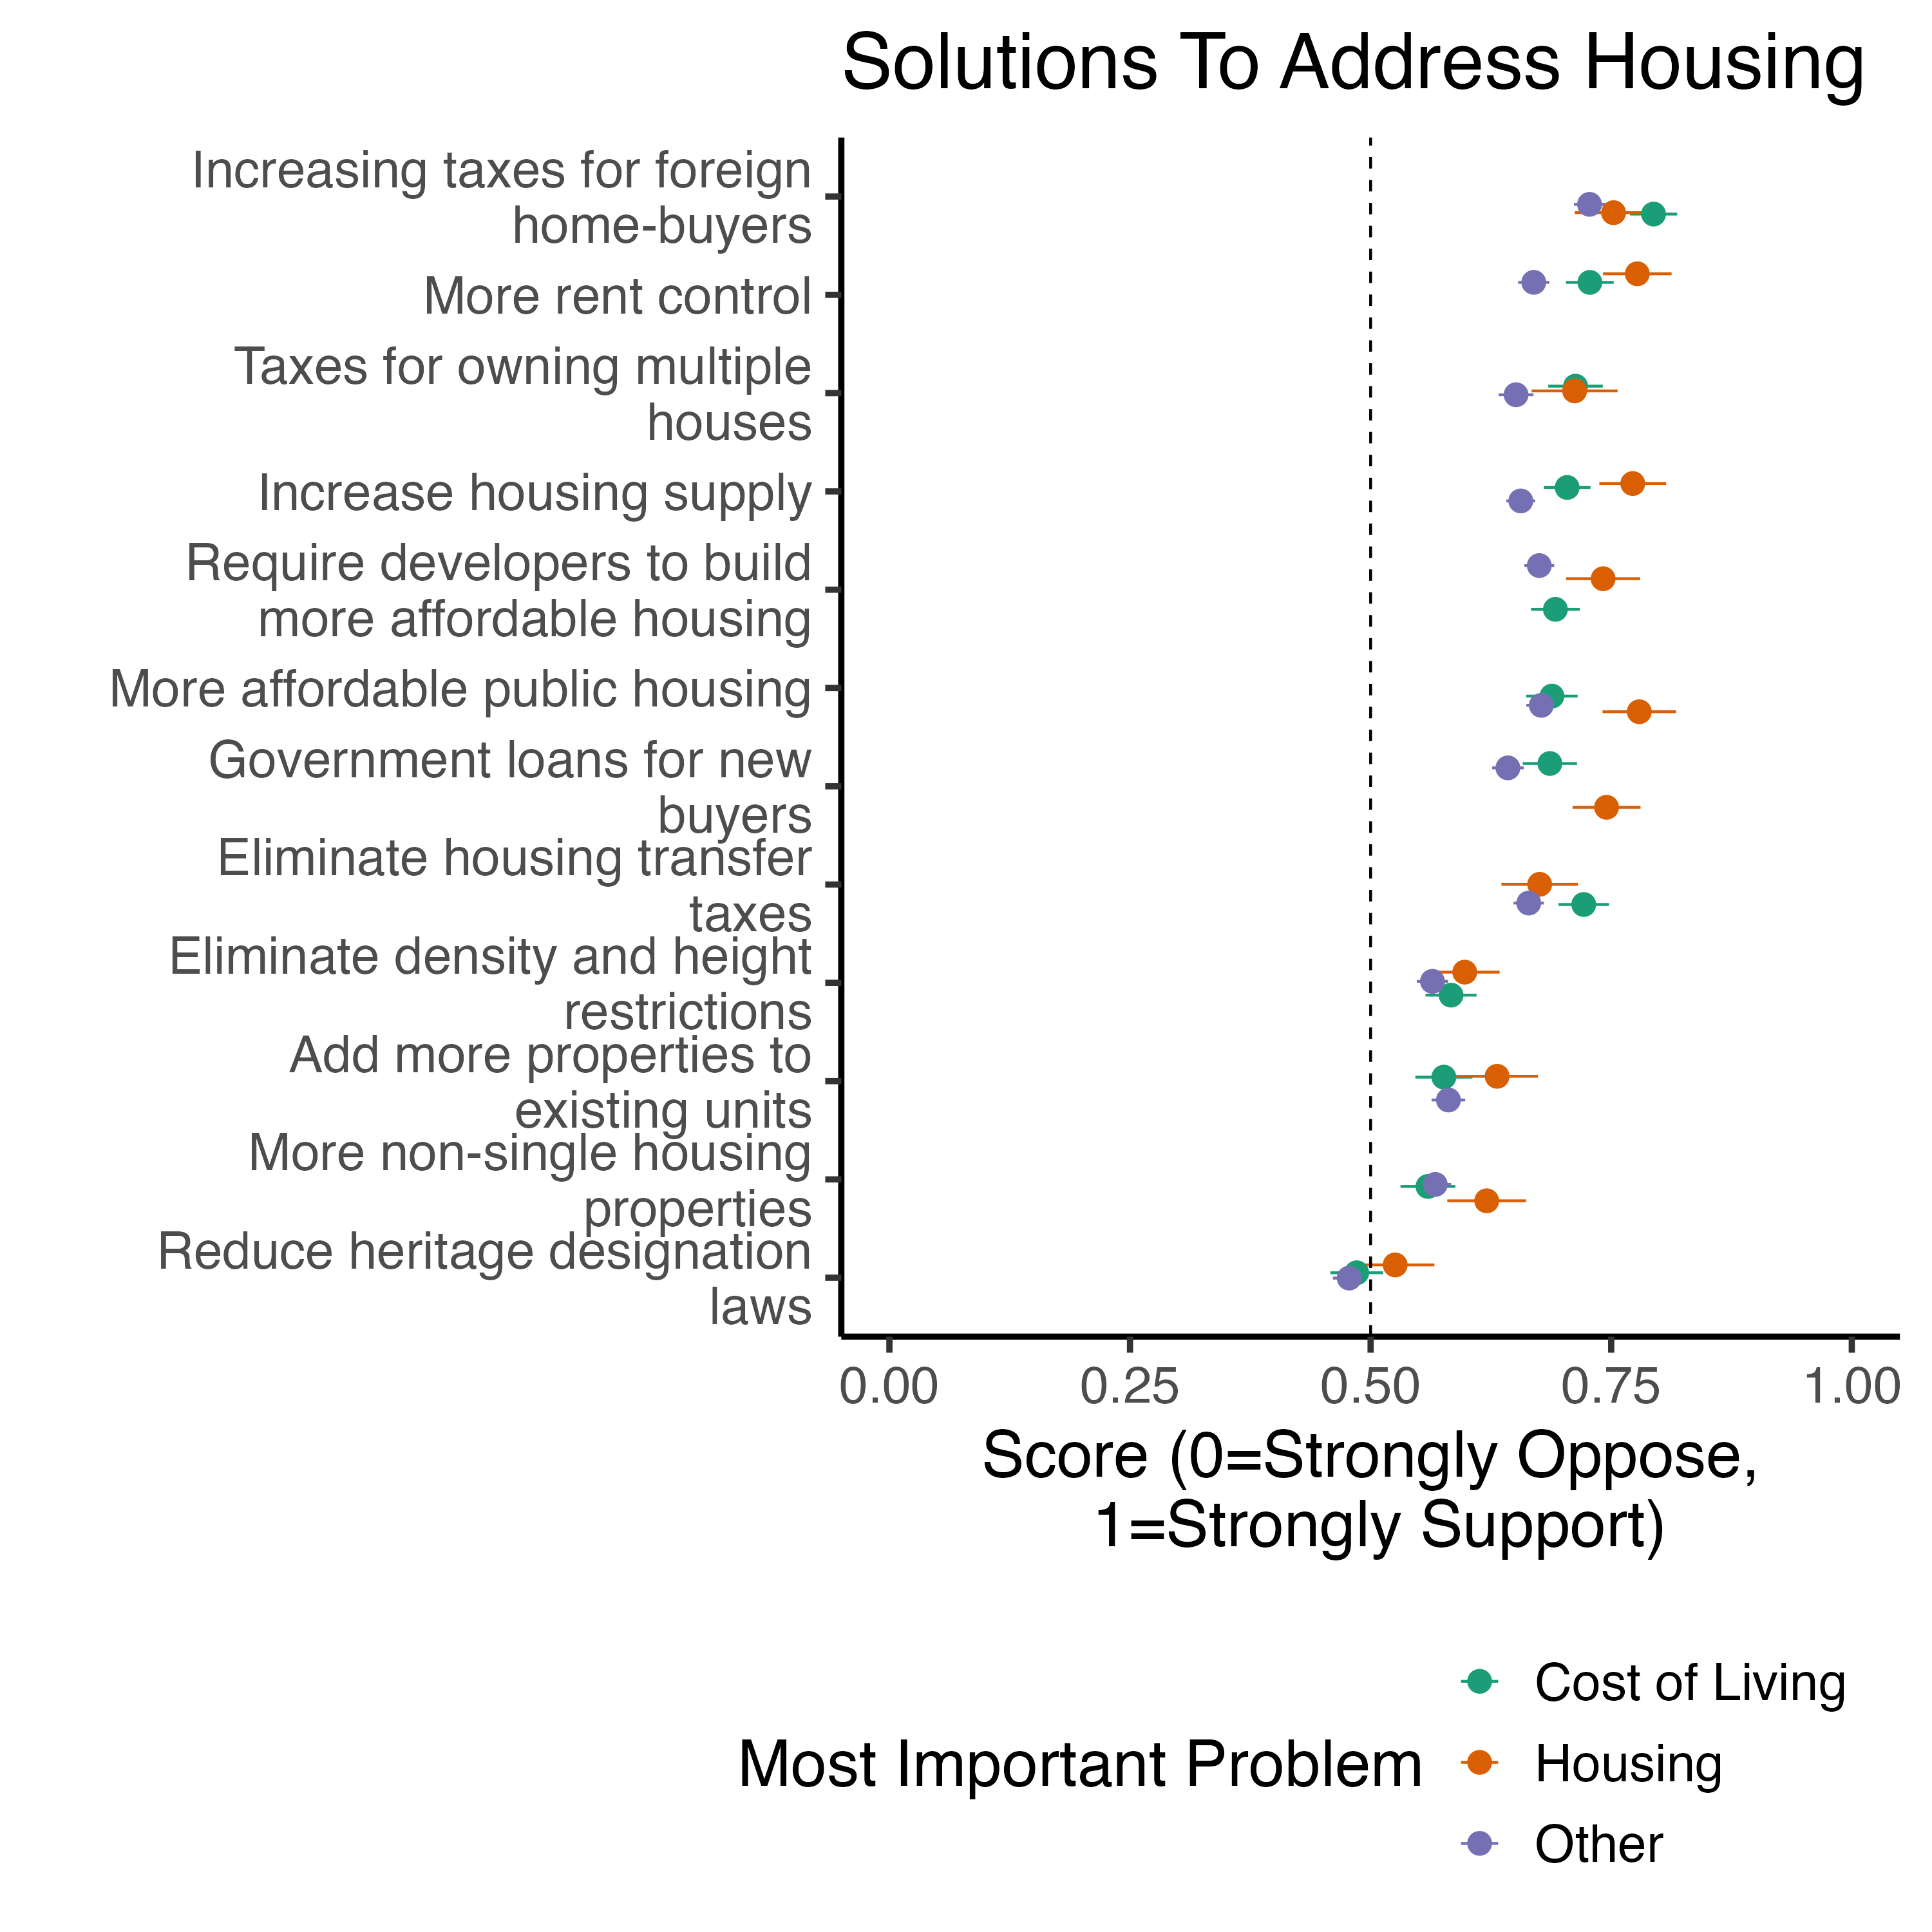 Solutions To Address Housing
Increasing taxes for foreign
home-buyers
More rent control
Taxes for owning multiple
houses
Increase housing supply
Require developers to build
more affordable housing
More affordable public housing
Government loans for new
buyers
Eliminate housing transfer
taxes
Eliminate density and height
restrictions
Add more properties to
existing units
More non-single housing
properties
Reduce heritage designation
laws
0.00 0.25 0.50 0.75 1.00
Score (0=Strongly Oppose,
1=Strongly Support)
Most Important Problem
Cost of Living
Housing
Other